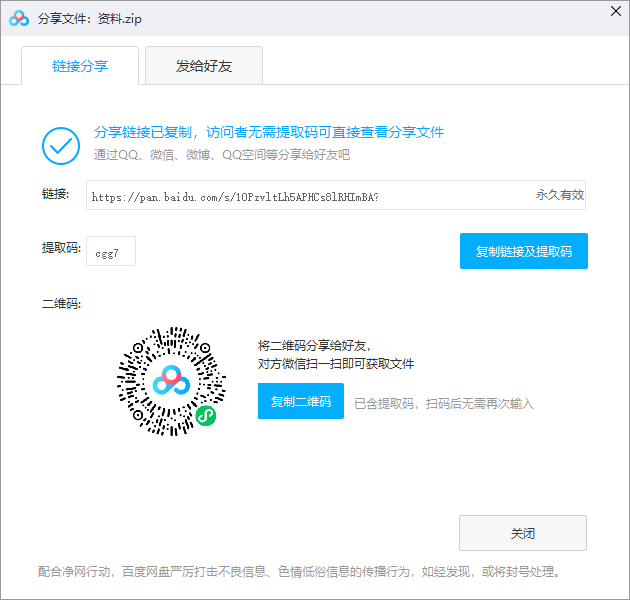 分享文件：资料.zip
链接分享
发给好友
分享链接已复制，访问者无需提取码可直接查看分享文件
通过QQ、微信、微博、QQ空间等分享给好友吧
链接:
https://pan.baidu.com/s/1OPzvltLh5APHCs8lRHImBA?
永久有效
提取码:
cgg7
复制链接及提取码
二维码:
将二维码分享给好友，
对方微信扫一扫即可获取文件
复制二维码
已含提取码，扫码后无需再次输入
关闭
配合净网行动，百度网盘严厉打击不良信息、色情低俗信息的传播行为，如经发现，或将封号处理。